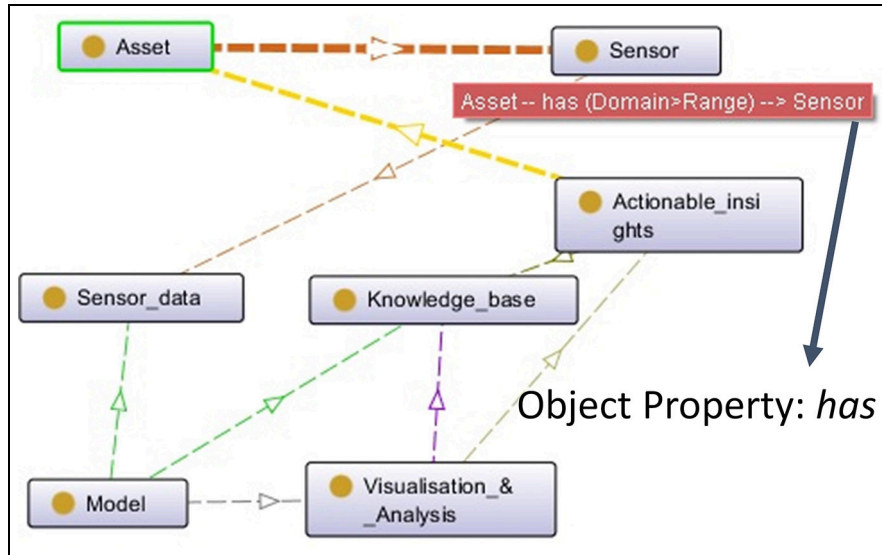 Asset
Sensor
Asset -- has (Domain>Range) --> Sensor
Actionable_insi
ghts
Sensor_data
Knowledge_base
Object Property: has
Model
Visualisation_&
_Analysis